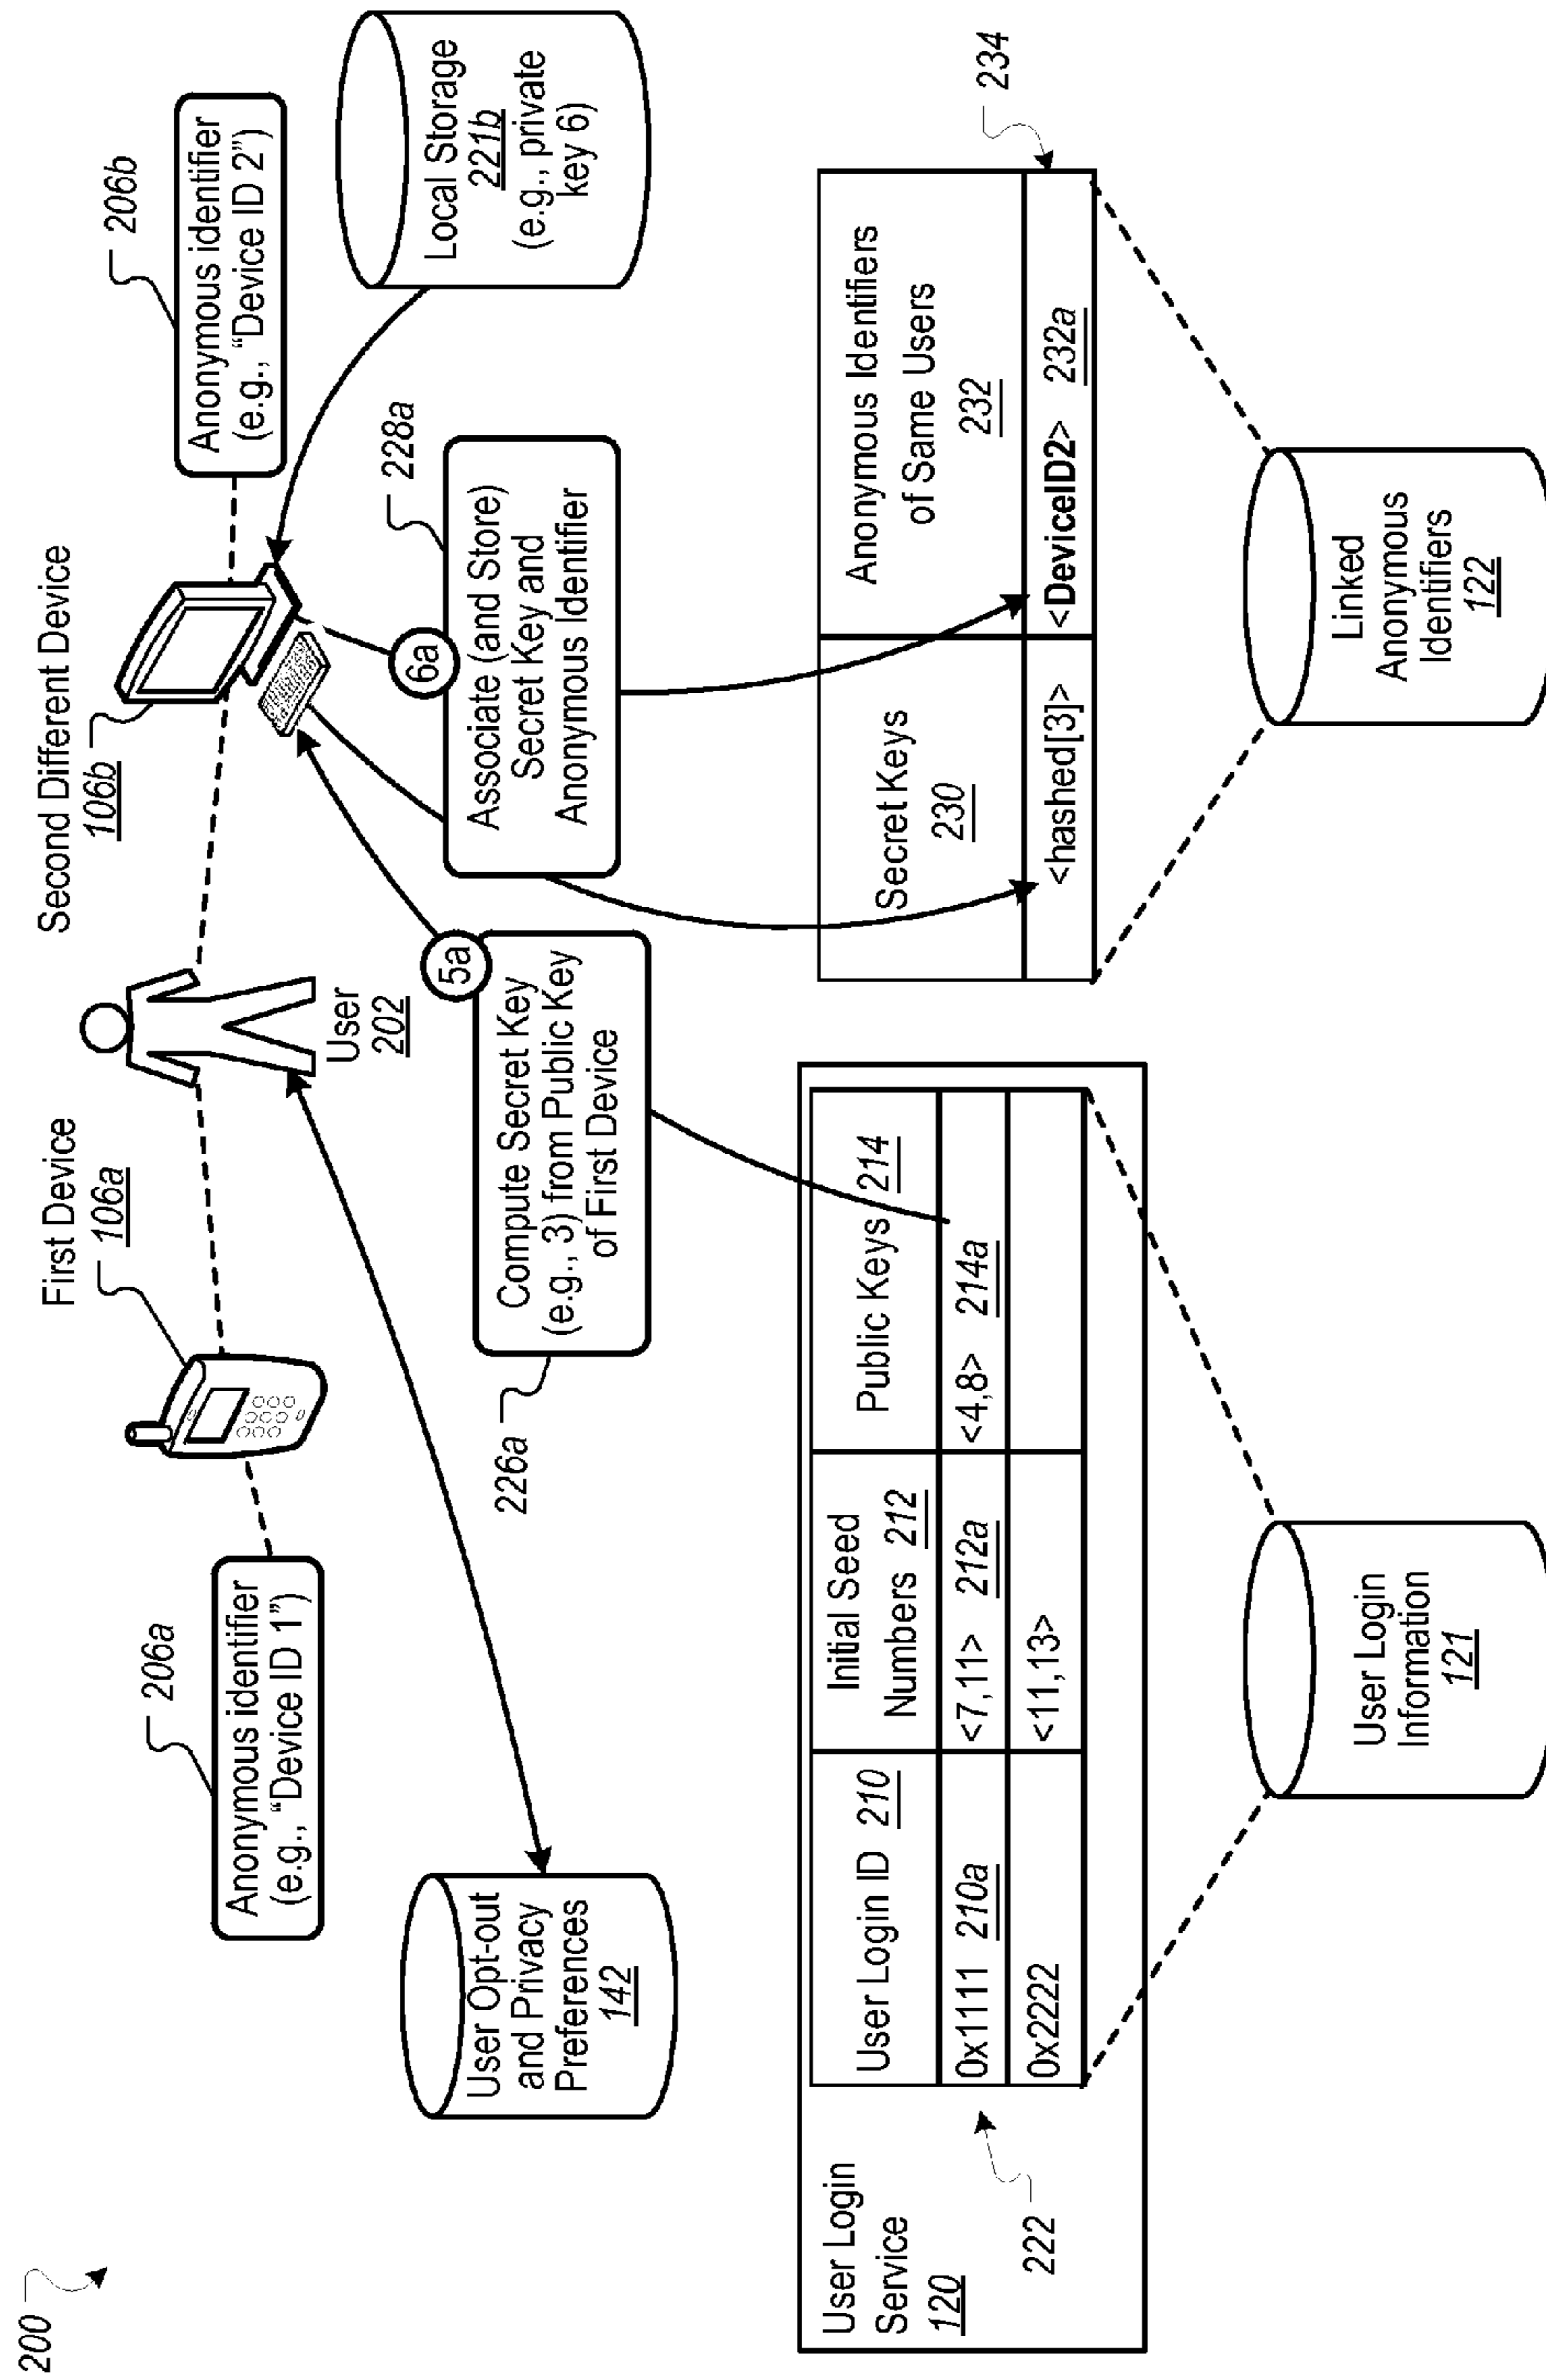 200
First Device
106a
Second Different Device
106b
206a
Anonymous identifier
(e.g., “Device ID 1”)
206b
Anonymous identifier
(e.g., “Device ID 2”)
User
202
User Opt-out
and Privacy
Preferences
142
Local Storage
221b
(e.g., private
key 6)
226a
5a
Compute Secret Key
(e.g., 3) from Public Key
of First Device
6a
228a
Associate (and Store)
Secret Key and
Anonymous Identifier
User Login
Service
120
222
User Login ID 210
Initial Seed
Numbers 212
Public Keys 214
0x1111 210a
<7,11> 212a
<4,8> 214a
0x2222
<11,13>
Secret Keys
230
Anonymous Identifiers
of Same Users
232
234
<hashed[3]>
<DeviceID2> 232a
User Login
Information
121
Linked
Anonymous
Identifiers
122